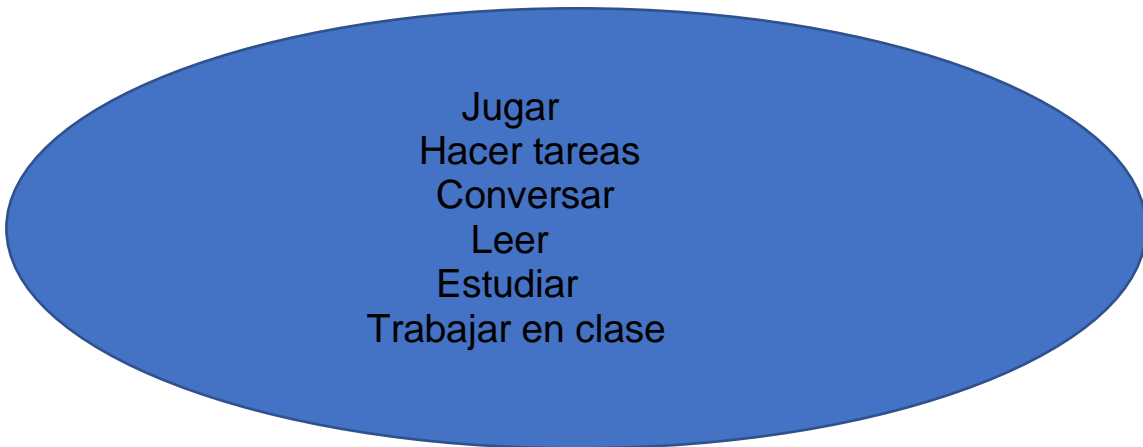 Jugar
Hacer tareas
Conversar
Leer
Estudiar
Trabajar en clase